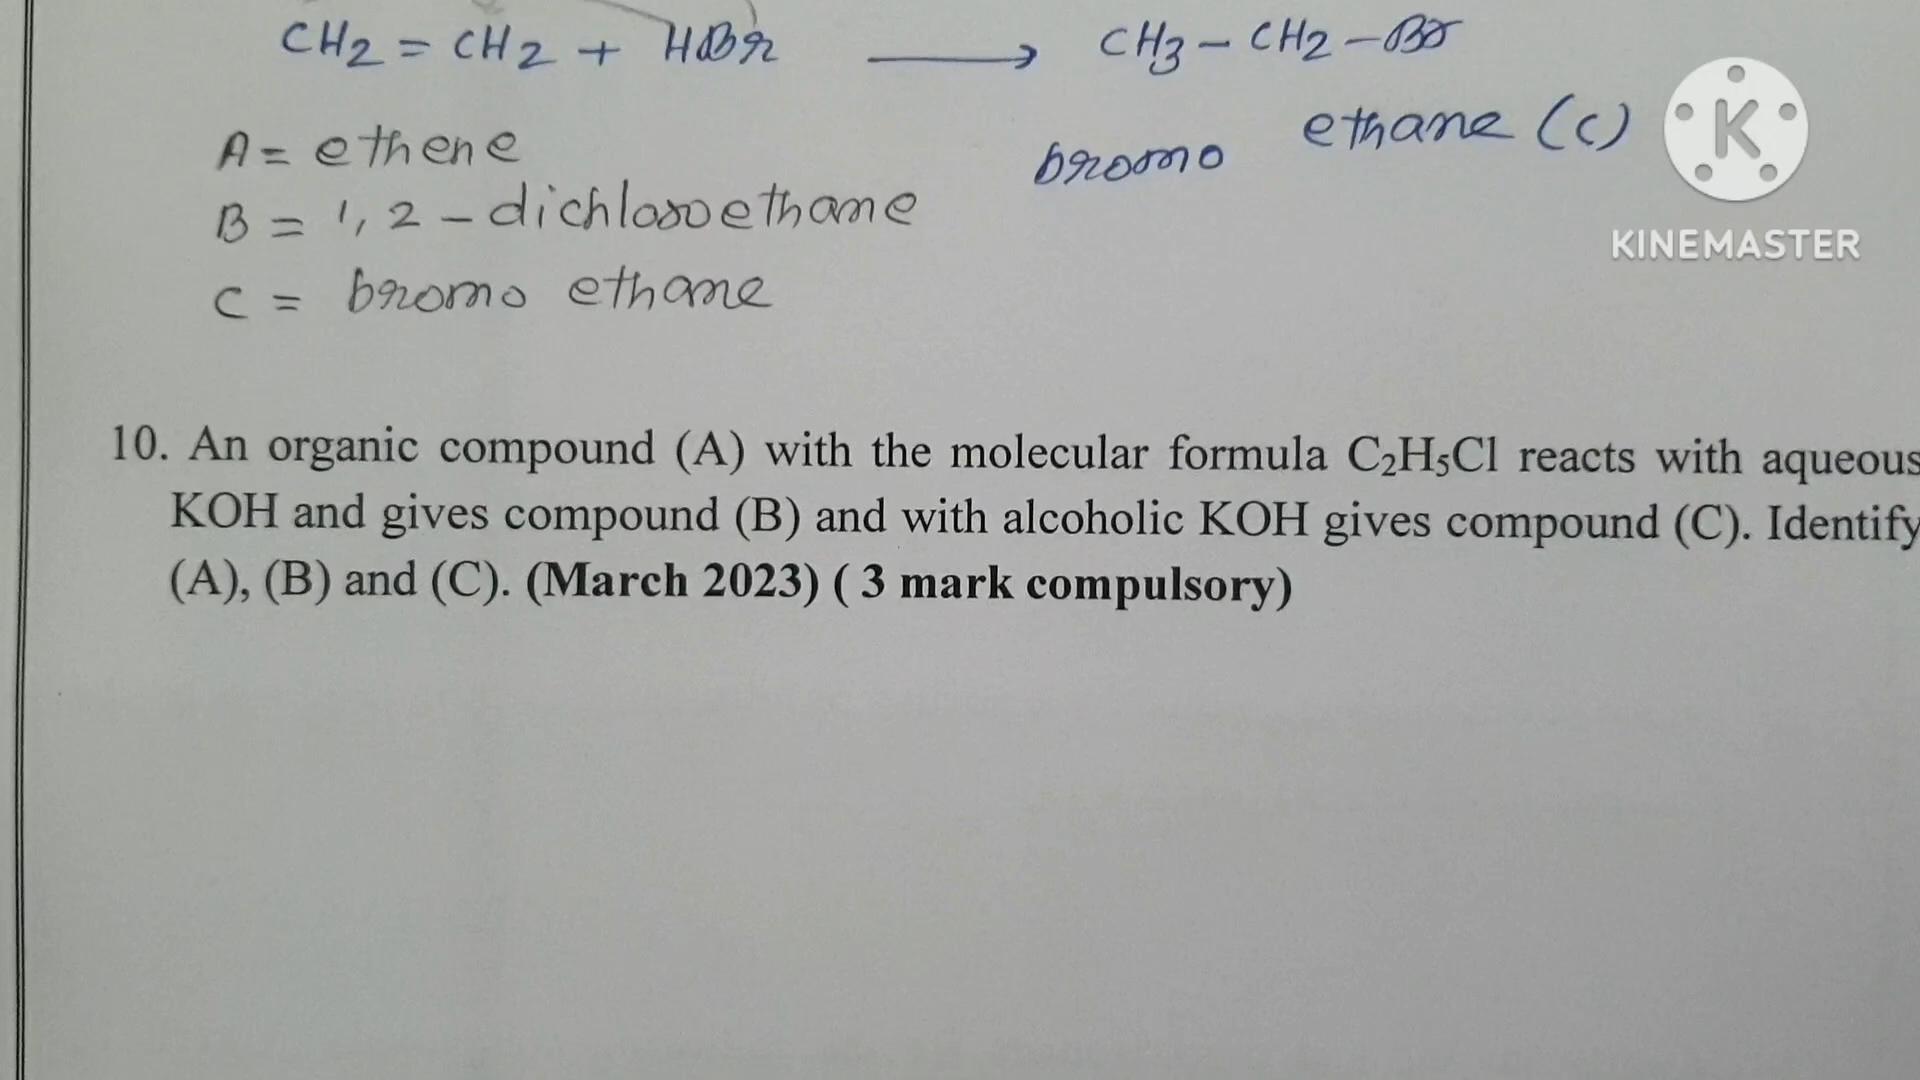 CH2 = CH2 + HBr ⟶ CH3 – CH2 – Br
bromo ethane (C)
K
KINEMASTER
A = ethene
B = 1, 2 – dichloroethane
C = bromo ethane
10. An organic compound (A) with the molecular formula C₂H₅Cl reacts with aqueous
KOH and gives compound (B) and with alcoholic KOH gives compound (C). Identify
(A), (B) and (C). (March 2023) ( 3 mark compulsory)